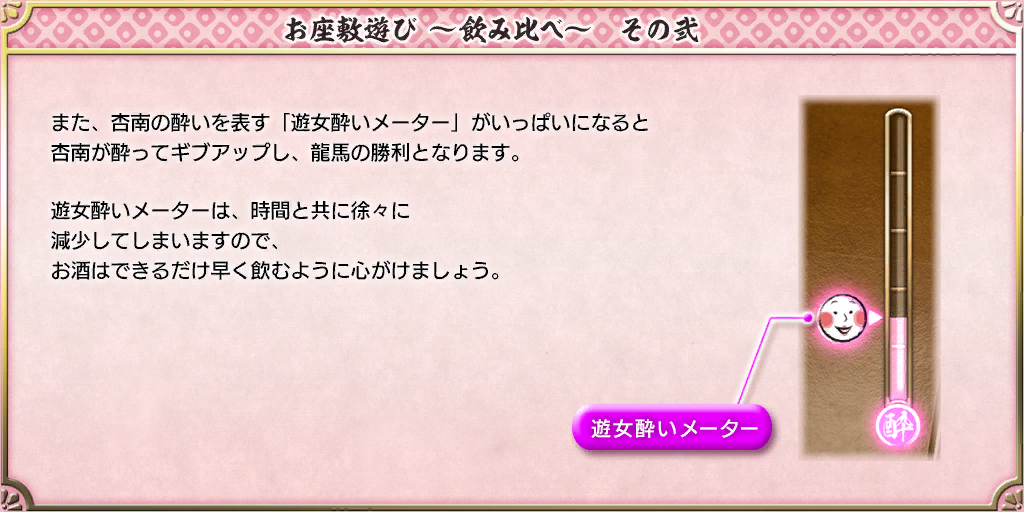 お座敷遊び ～飲み比べ～ その弐
また、杏南の酔いを表す「遊女酔いメーター」がいっぱいになると
杏南が酔ってギブアップし、龍馬の勝利となります。
遊女酔いメーターは、時間と共に徐々に
減少してしまいますので、
お酒はできるだけ早く飲むように心がけましょう。
遊女酔いメーター
酔